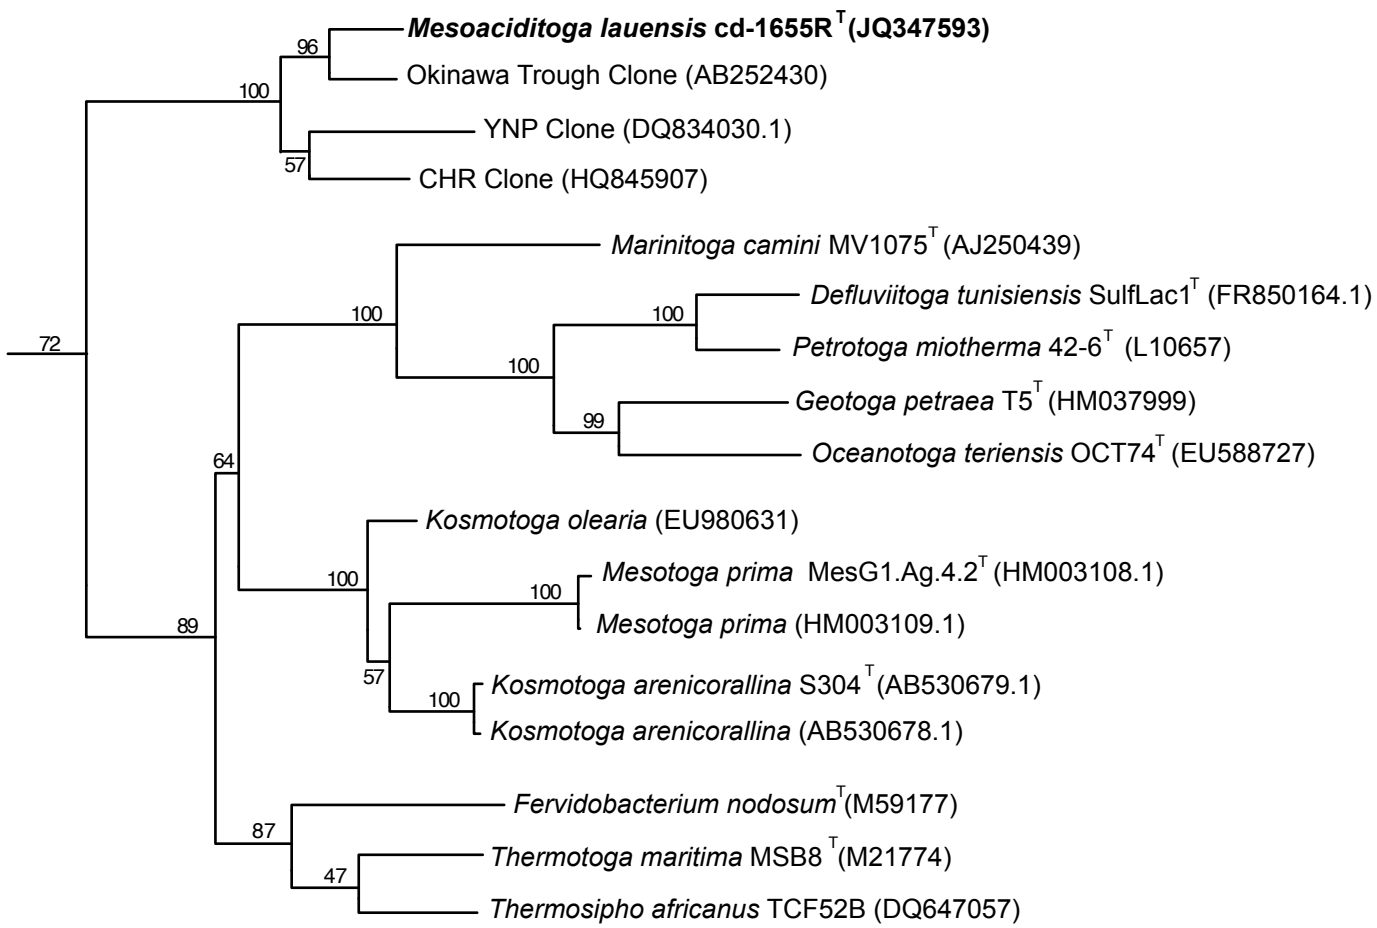 Mesoaciditoga lauensis cd-1655R T (JQ347593)
96
Okinawa Trough Clone (AB252430)
100
YNP Clone (DQ834030.1)
57
CHR Clone (HQ845907)
Marinitoga camini MV1075 T (AJ250439)
Defluviitoga tunisiensis SulfLac1 T (FR850164.1)
100
100
72
Petrotoga miotherma 42-6 T (L10657)
100
Geotoga petraea T5 T (HM037999)
99
Oceanotoga teriensis OCT74 T (EU588727)
64
Kosmotoga olearia (EU980631)
Mesotoga prima MesG1.Ag.4.2 T (HM003108.1)
100
100
Mesotoga prima (HM003109.1)
89
57
Kosmotoga arenicorallina S304 T (AB530679.1)
100
Kosmotoga arenicorallina (AB530678.1)
Fervidobacterium nodosum T (M59177)
87
Thermotoga maritima MSB8 T (M21774)
47
Thermosipho africanus TCF52B (DQ647057)